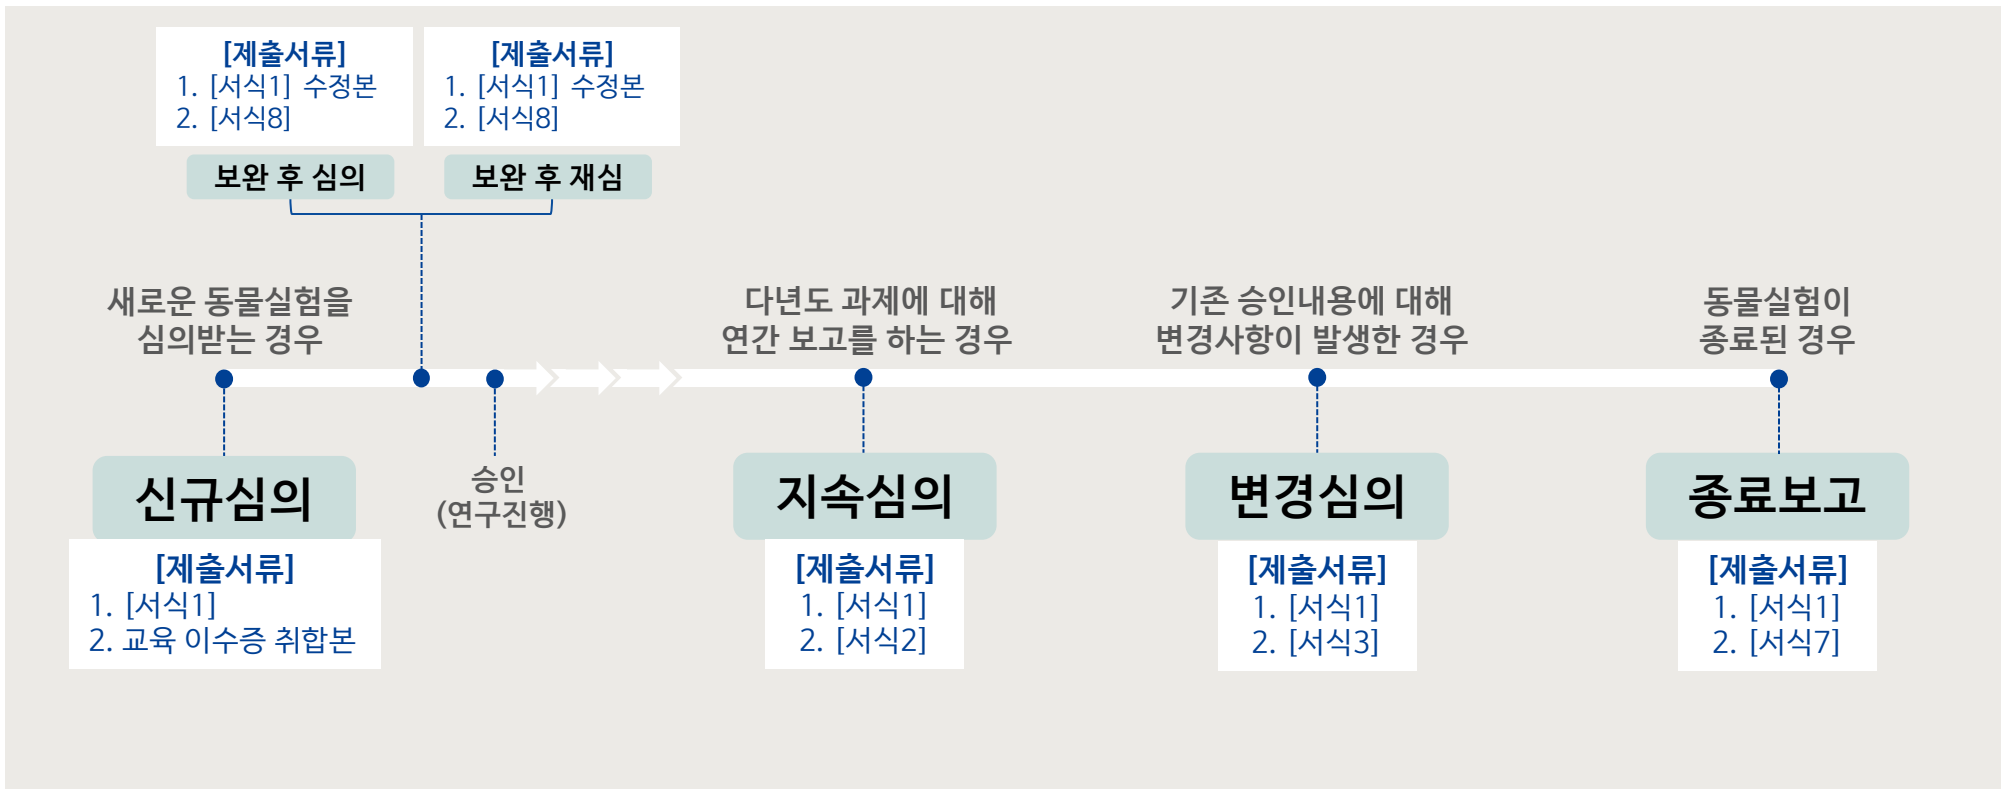 [제출서류]
1. [서식1] 수정본
2. [서식8]
보완 후 심의
[제출서류]
1. [서식1] 수정본
2. [서식8]
보완 후 재심
새로운 동물실험을
심의받는 경우
다년도 과제에 대해
연간 보고를 하는 경우
기존 승인내용에 대해
변경사항이 발생한 경우
동물실험이
종료된 경우
신규심의
[제출서류]
1. [서식1]
2. 교육 이수증 취합본
승인
(연구진행)
지속심의
[제출서류]
1. [서식1]
2. [서식2]
변경심의
[제출서류]
1. [서식1]
2. [서식3]
종료보고
[제출서류]
1. [서식1]
2. [서식7]